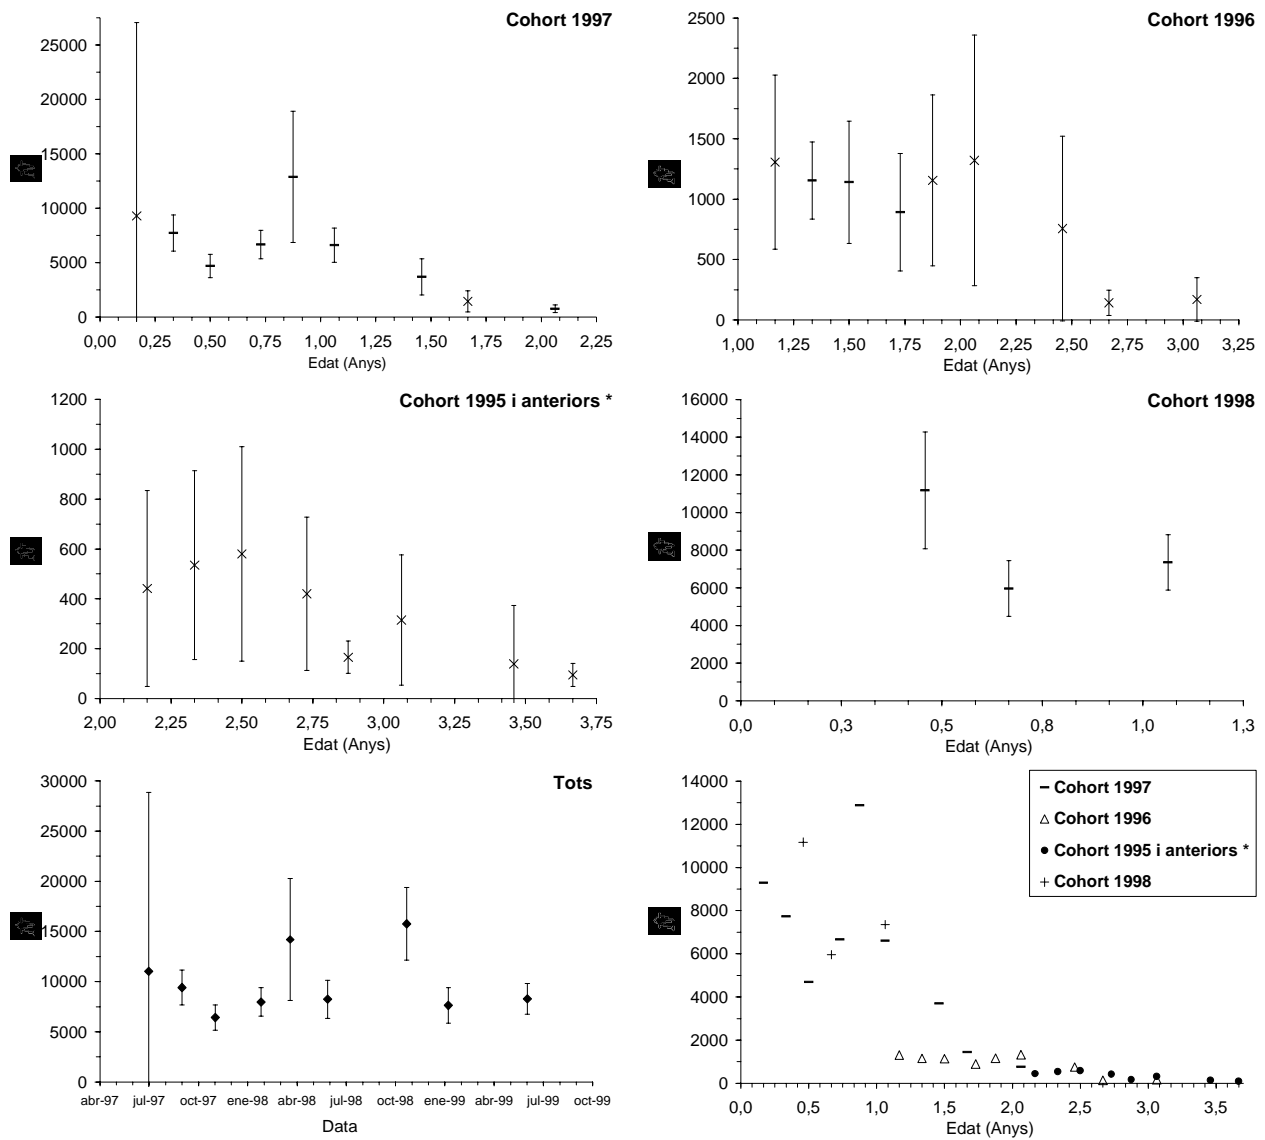 Cohort 1997
25000
20000
15000
10000
5000
0
0,00 0,25 0,50 0,75 1,00 1,25 1,50 1,75 2,00 2,25
Edat (Anys)
Cohort 1996
2500
2000
1500
1000
500
0
1,00 1,25 1,50 1,75 2,00 2,25 2,50 2,75 3,00 3,25
Edat (Anys)
Cohort 1995 i anteriors *
1200
1000
800
600
400
200
0
2,00 2,25 2,50 2,75 3,00 3,25 3,50 3,75
Edat (Anys)
Cohort 1998
16000
14000
12000
10000
8000
6000
4000
2000
0
0,0 0,3 0,5 0,8 1,0 1,3
Edat (Anys)
Tots
30000
25000
20000
15000
10000
5000
0
abr-97 jul-97 oct-97 ene-98 abr-98 jul-98 oct-98 ene-99 abr-99 jul-99 oct-99
Data
Cohort 1997
Cohort 1996
Cohort 1995 i anteriors *
Cohort 1998
14000
12000
10000
8000
6000
4000
2000
0
0,0 0,5 1,0 1,5 2,0 2,5 3,0 3,5
Edat (Anys)